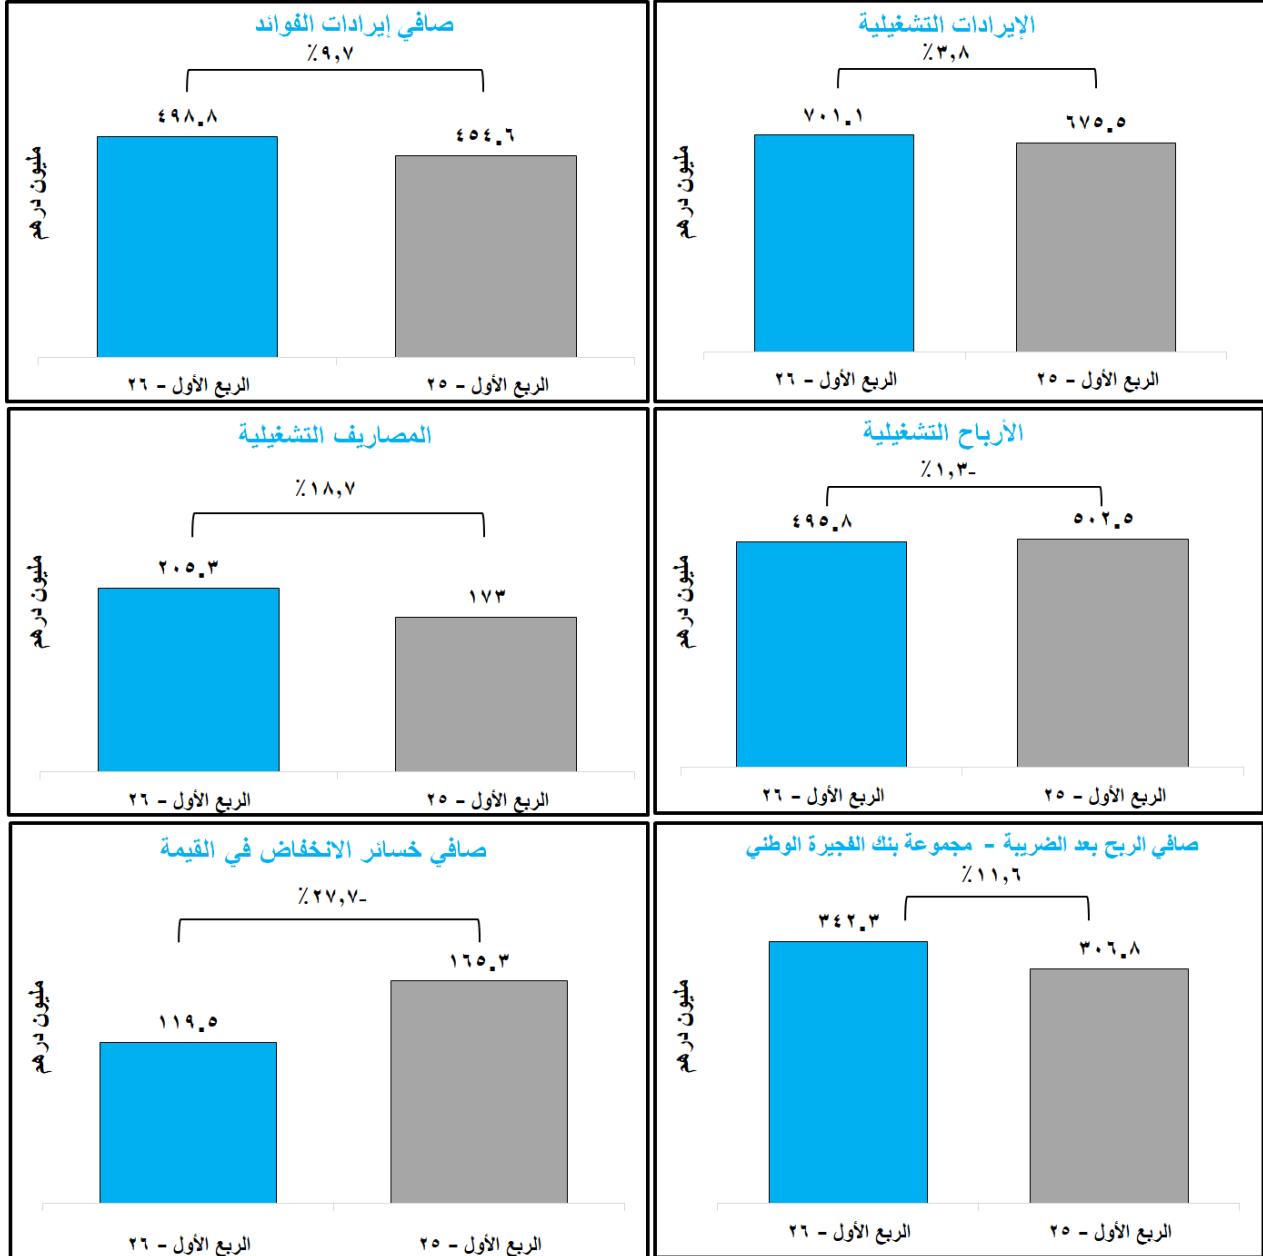 الإيرادات التشغيلية
٪٣,٨
٦٧٥.٥
٧٠١.١
مليون درهم
الربع الأول - ٢٥
الربع الأول - ٢٦
صافي إيرادات الفوائد
٪٩,٧
٤٥٤.٦
٤٩٨.٨
مليون درهم
الربع الأول - ٢٥
الربع الأول - ٢٦
الأرباح التشغيلية
٪١,٣-
٥٠٢.٥
٤٩٥.٨
مليون درهم
الربع الأول - ٢٥
الربع الأول - ٢٦
المصاريف التشغيلية
٪١٨,٧
١٧٣
٢٠٥.٣
مليون درهم
الربع الأول - ٢٥
الربع الأول - ٢٦
صافي الربح بعد الضريبة - مجموعة بنك الفجيرة الوطني
٪١١,٦
٣٠٦.٨
٣٤٢.٣
مليون درهم
الربع الأول - ٢٥
الربع الأول - ٢٦
صافي خسائر الانخفاض في القيمة
٪٢٧,٧-
١٦٥.٣
١١٩.٥
مليون درهم
الربع الأول - ٢٥
الربع الأول - ٢٦